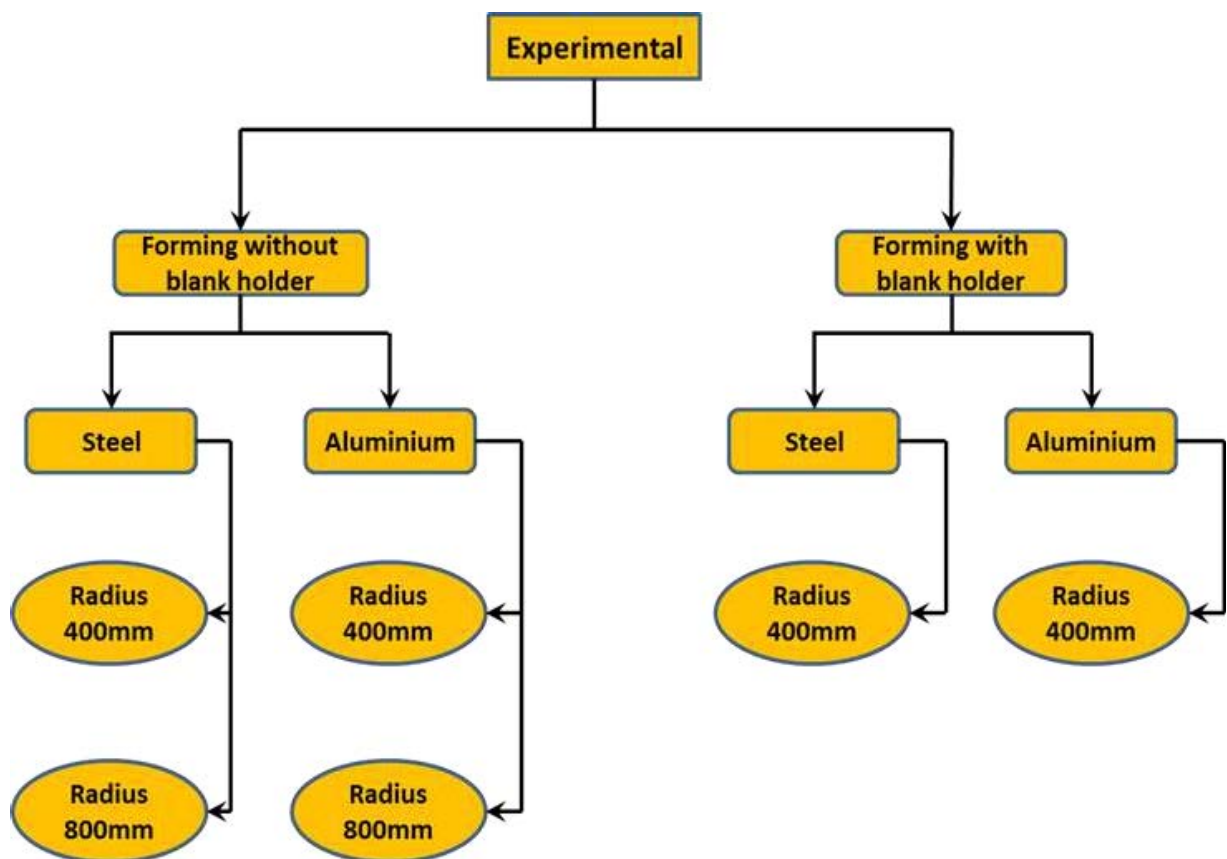 Experimental
Forming without
blank holder
Forming with
blank holder
Steel
Aluminium
Steel
Aluminium
Radius
400mm
Radius
400mm
Radius
400mm
Radius
400mm
Radius
800mm
Radius
800mm